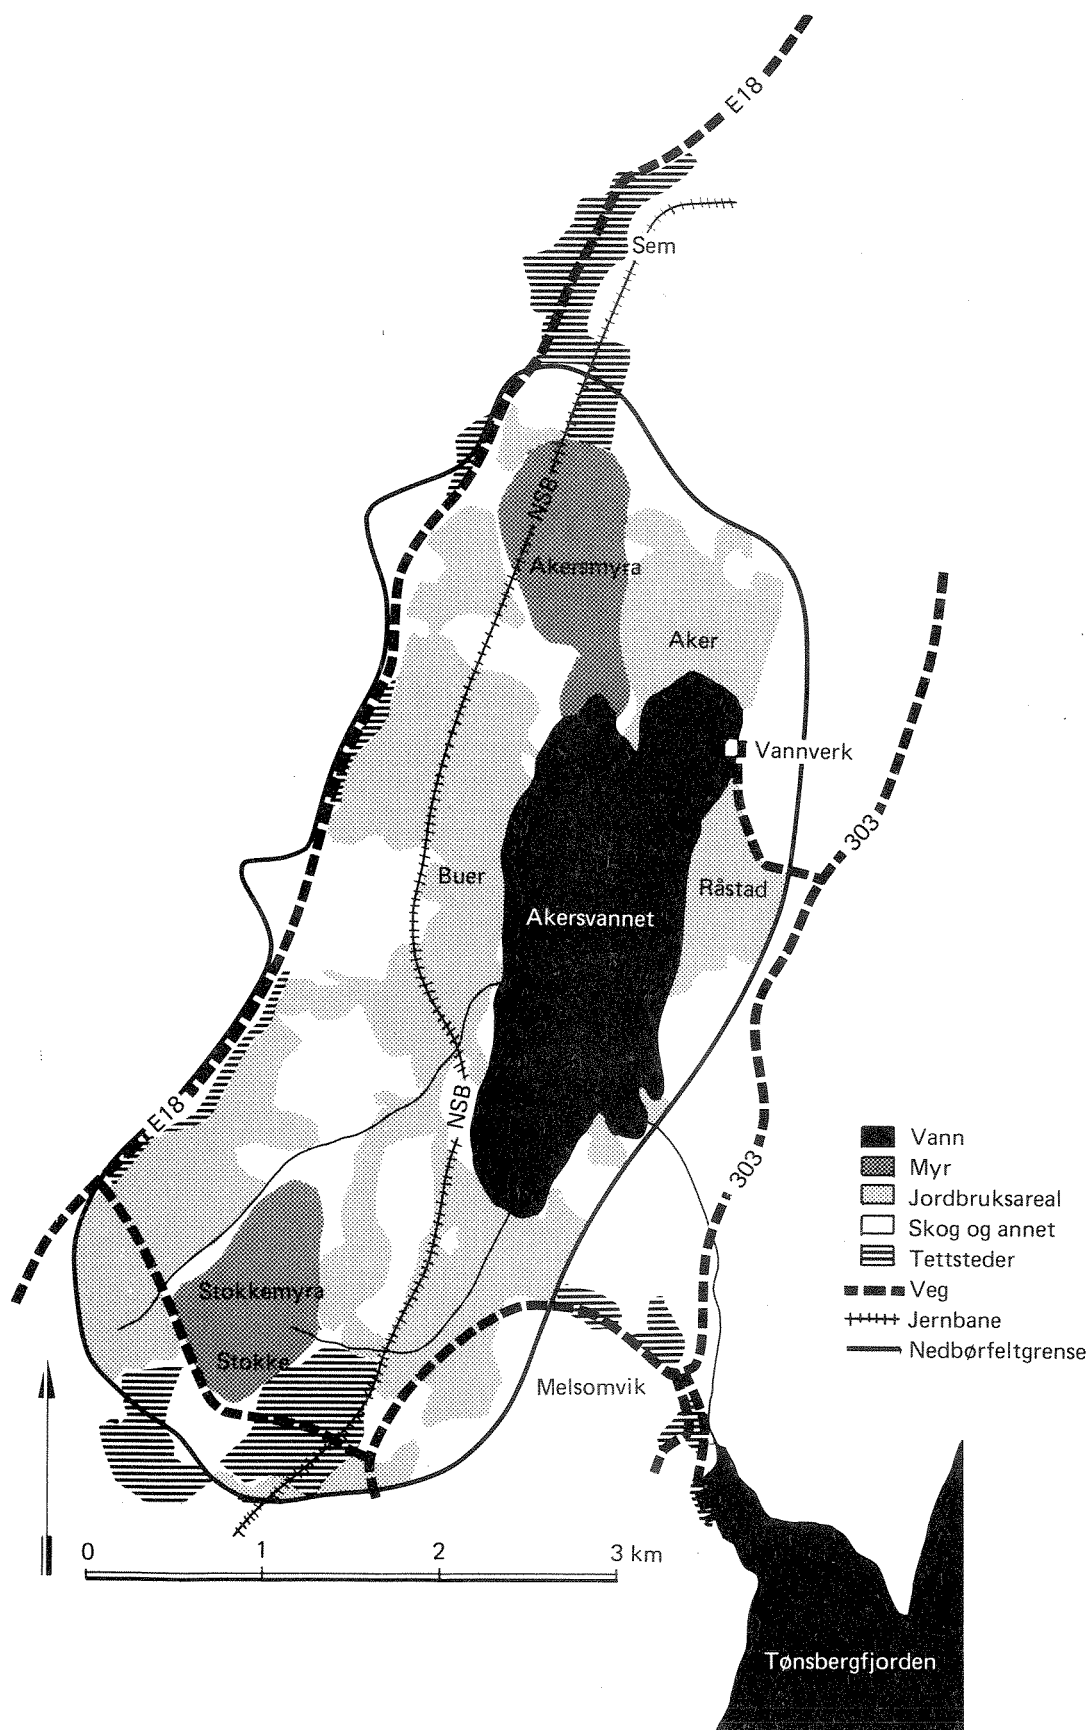 E18
Sem
NSB
Akersmyra
Aker
Vannverk
303
Buer
Råstad
Akersvannet
NSB
E18
303
Vann
Myr
Jordbruksareal
Skog og annet
Tettsteder
Veg
Jernbane
Nedbørfeltgrense
Stokkemyra
Stokke
Melsomvik
0 1 2 3 km
Tønsbergfjorden